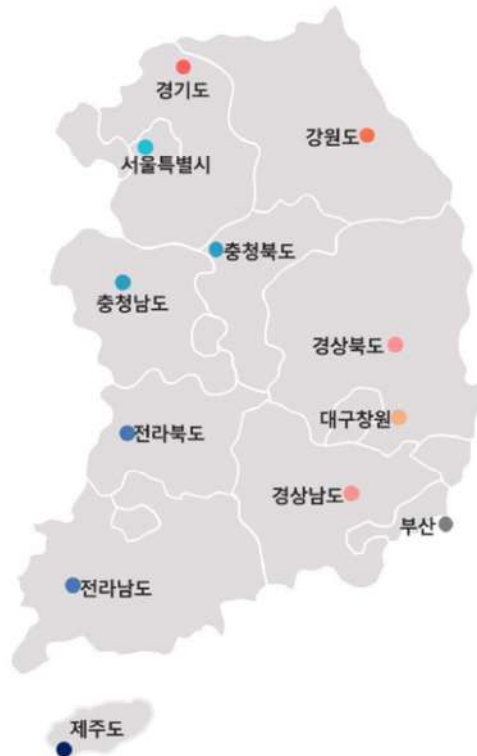 경기도
강원도
서울특별시
충청북도
충청남도
경상북도
대구창원
전라북도
경상남도
부산
전라남도
제주도